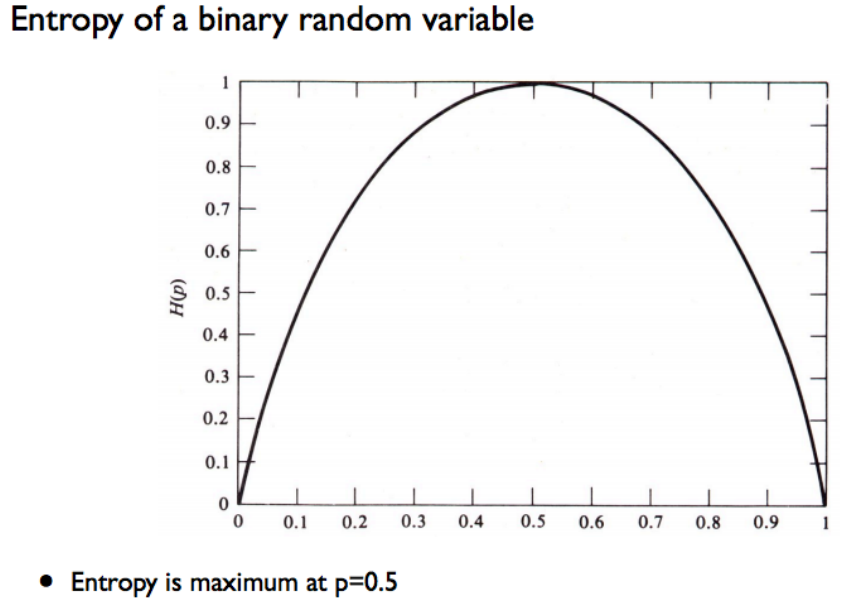 Entropy of a binary random variable
1
0.9
0.8
0.7
0.6
0.5
0.4
0.3
0.2
0.1
0
H(p)
0 0.1 0.2 0.3 0.4 0.5 0.6 0.7 0.8 0.9 1
• Entropy is maximum at p=0.5